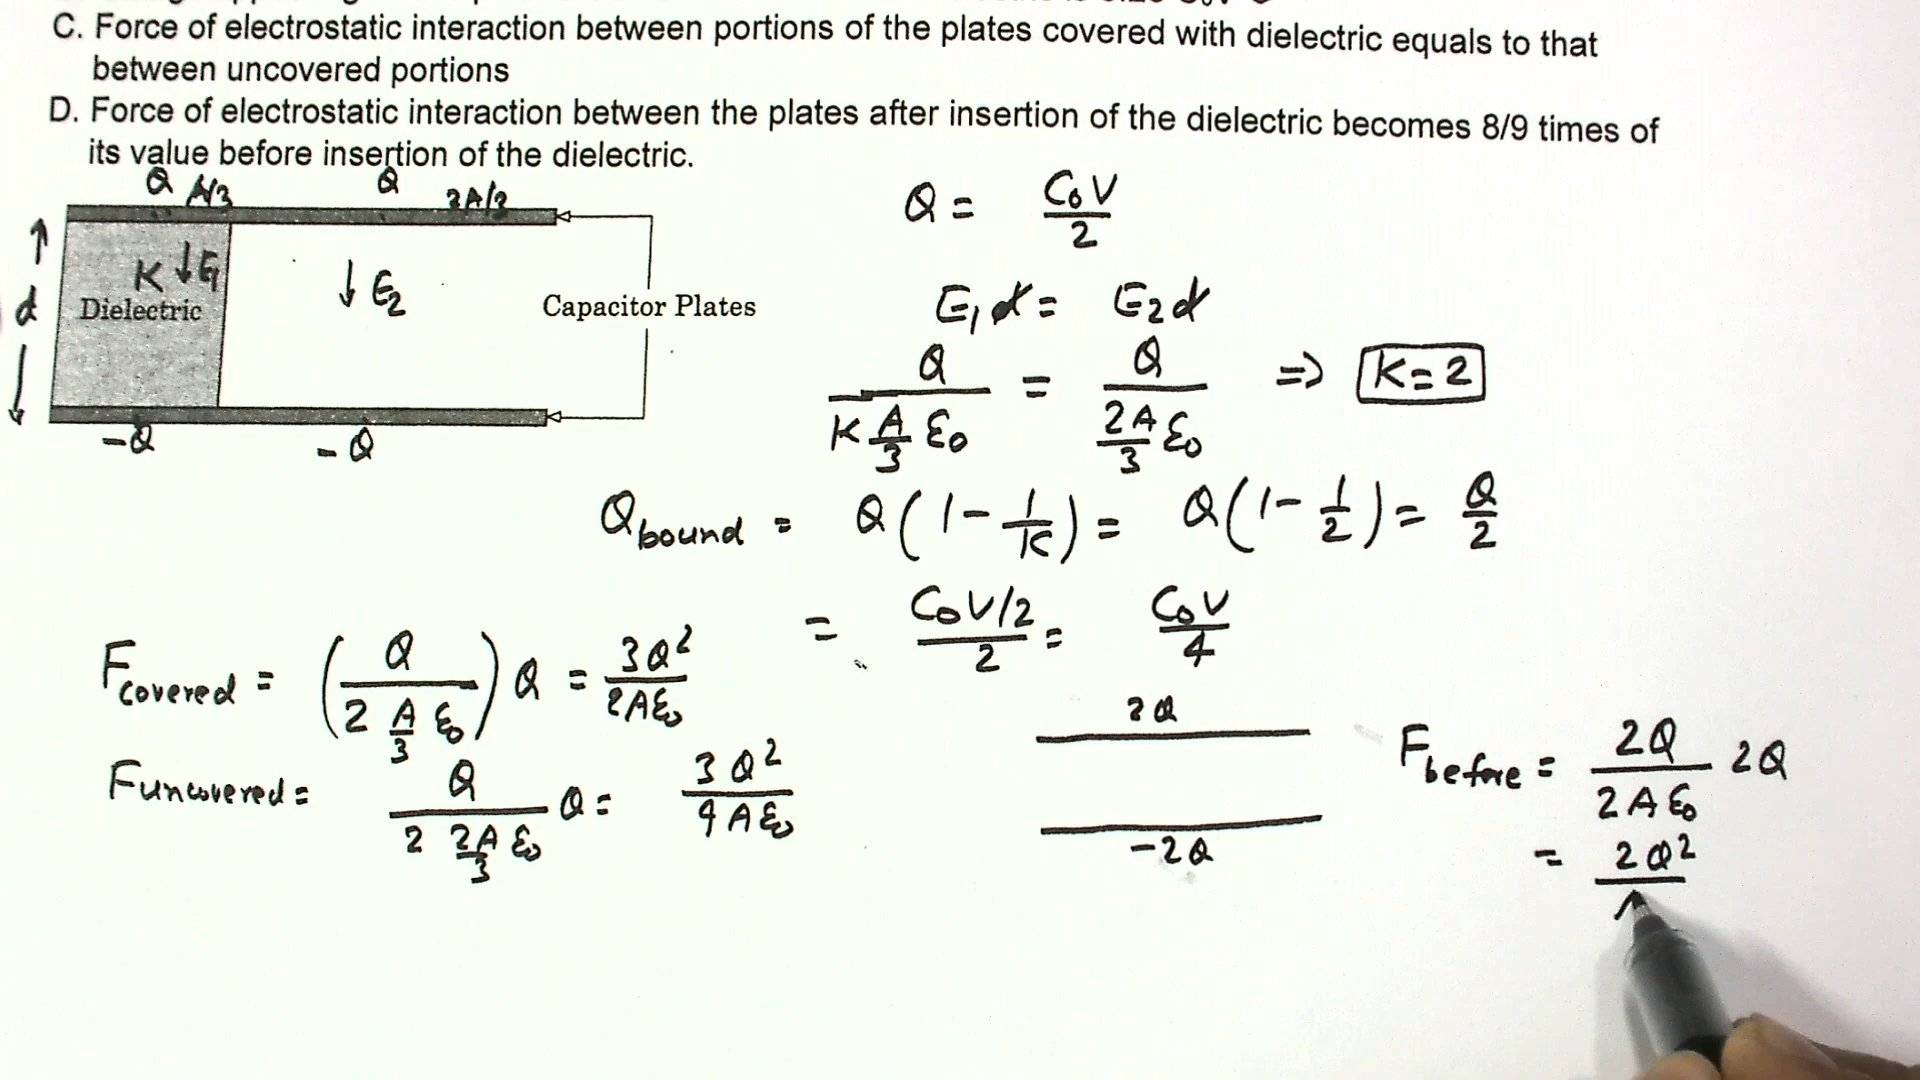 C. Force of electrostatic interaction between portions of the plates covered with dielectric equals to that
between uncovered portions
D. Force of electrostatic interaction between the plates after insertion of the dielectric becomes 8/9 times of
its value before insertion of the dielectric.
Q A/3 Q 2A/3
K ↓E₁ ↓E₂
d
Dielectric
Capacitor Plates
-Q -Q
Q = C₀V/2
E₁d = E₂d
Q/(K A/3 ε₀) = Q/(2A/3 ε₀) ⇒ K = 2
Q bound = Q(1 - 1/K) = Q(1 - 1/2) = Q/2
= C₀V/2 / 2 = C₀V/4
F covered = (Q/(2 A/3 ε₀)) Q = 3Q²/2Aε₀
F uncovered = Q/(2 2A/3 ε₀) Q = 3Q²/4Aε₀
2Q
-2Q
F before = 2Q/2Aε₀ 2Q
= 2Q²